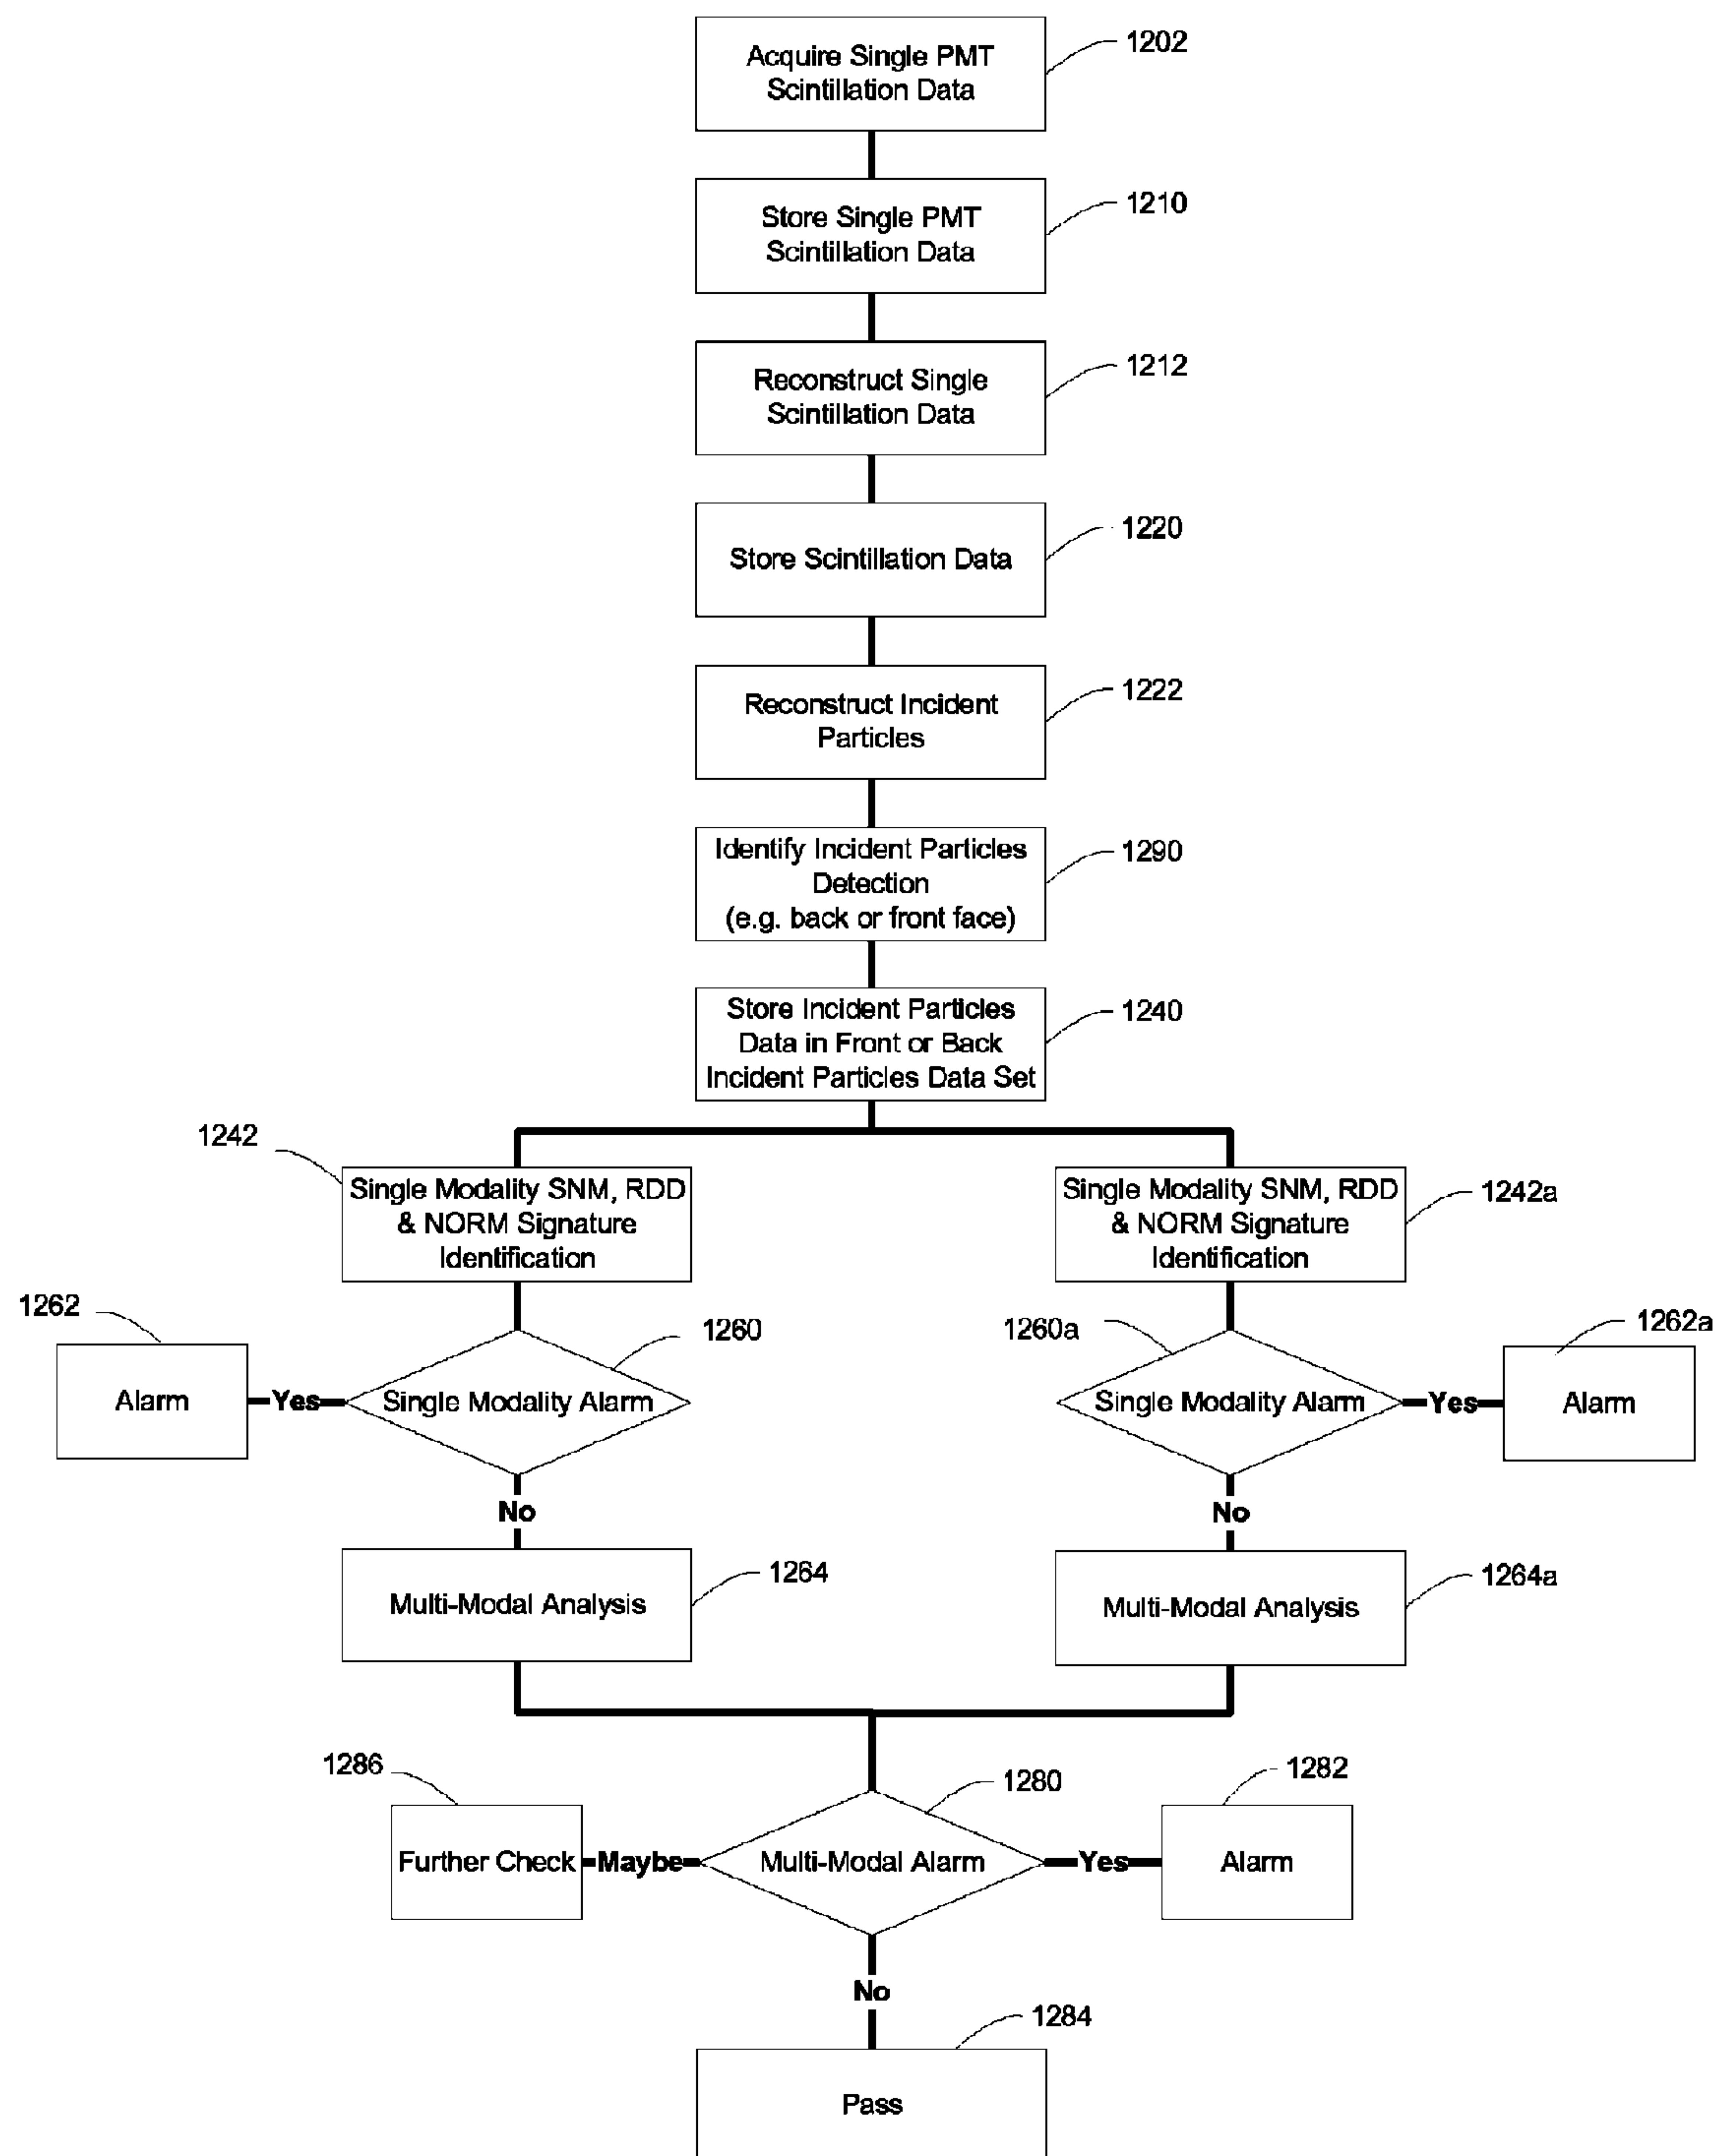 Acquire Single PMT
Scintillation Data
1202
Store Single PMT
Scintillation Data
1210
Reconstruct Single
Scintillation Data
1212
Store Scintillation Data
1220
Reconstruct Incident
Particles
1222
Identify Incident Particles
Detection
(e.g. back or front face)
1290
Store Incident Particles
Data in Front or Back
Incident Particles Data Set
1240
1242
Single Modality SNM, RDD
& NORM Signature
Identification
Single Modality SNM, RDD
& NORM Signature
Identification
1242a
1262
Alarm
Yes
Single Modality Alarm
1260
1260a
Single Modality Alarm
Yes
Alarm
1262a
No
No
Multi-Modal Analysis
1264
Multi-Modal Analysis
1264a
1286
Further Check
Maybe
Multi-Modal Alarm
1280
Yes
Alarm
1282
No
1284
Pass